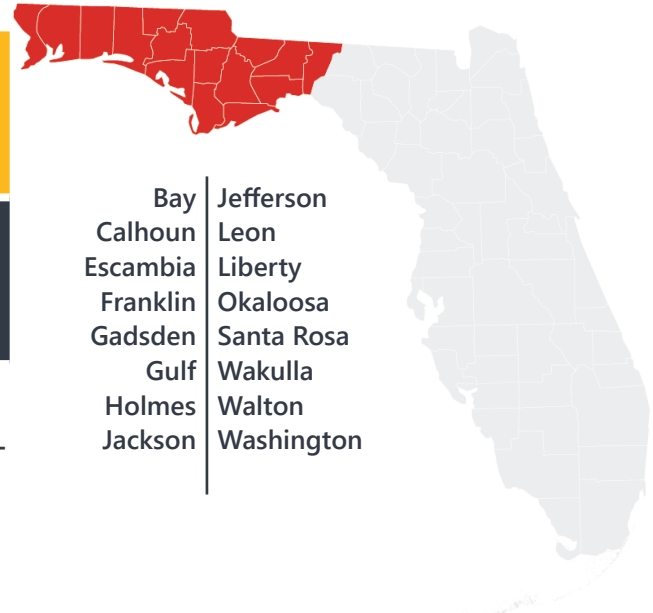 Bay
Calhoun
Escambia
Franklin
Gadsden
Gulf
Holmes
Jackson
Jefferson
Leon
Liberty
Okaloosa
Santa Rosa
Wakulla
Walton
Washington